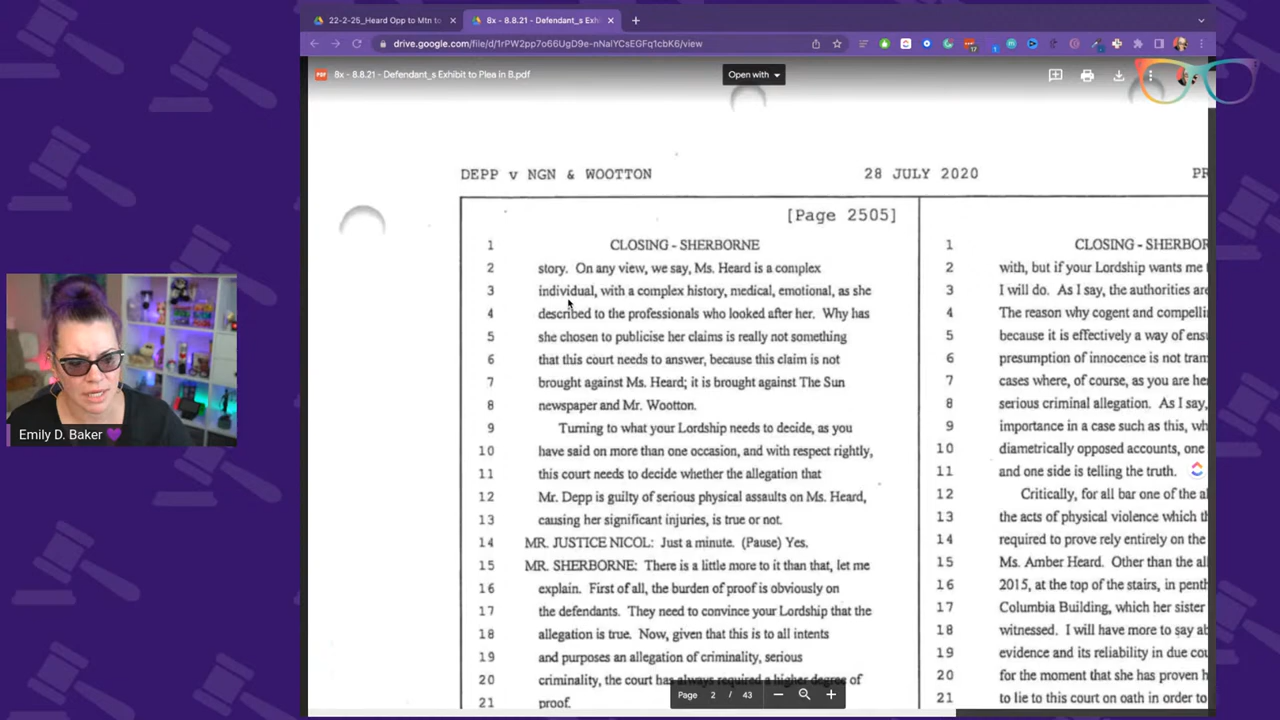 22-2-25_Heard Opp to Mtn to
8x - 8.8.21 - Defendant_s Exhi
drive.google.com/file/d/1rPW2pp7o66UgD9e-nNalYCsEGFq1cbK6/view
8x - 8.8.21 - Defendant_s Exhibit to Plea in B.pdf
Open with
DEPP v NGN & WOOTTON 28 JULY 2020 PR
[Page 2505]
1 CLOSING - SHERBORNE
2 story. On any view, we say, Ms. Heard is a complex
3 individual, with a complex history, medical, emotional, as she
4 described to the professionals who looked after her. Why has
5 she chosen to publicise her claims is really not something
6 that this court needs to answer, because this claim is not
7 brought against Ms. Heard; it is brought against The Sun
8 newspaper and Mr. Wootton.
9 Turning to what your Lordship needs to decide, as you
10 have said on more than one occasion, and with respect rightly,
11 this court needs to decide whether the allegation that
12 Mr. Depp is guilty of serious physical assaults on Ms. Heard,
13 causing her significant injuries, is true or not.
14 MR. JUSTICE NICOL: Just a minute. (Pause) Yes.
15 MR. SHERBORNE: There is a little more to it than that, let me
16 explain. First of all, the burden of proof is obviously on
17 the defendants. They need to convince your Lordship that the
18 allegation is true. Now, given that this is to all intents
19 and purposes an allegation of criminality, serious
20 criminality, the court has always required a higher degree of
21 proof.
1 CLOSING - SHERBOR
2 with, but if your Lordship wants me
3 I will do. As I say, the authorities are
4 The reason why cogent and compelli
5 because it is effectively a way of ens
6 presumption of innocence is not tran
7 cases where, of course, as you are hea
8 serious criminal allegation. As I say,
9 importance in a case such as this, wh
10 diametrically opposed accounts, one
11 and one side is telling the truth.
12 Critically, for all bar one of the al
13 the acts of physical violence which th
14 required to prove rely entirely on the
15 Ms. Amber Heard. Other than the all
16 2015, at the top of the stairs, in penth
17 Columbia Building, which her sister
18 witnessed. I will have more to say ab
19 evidence and its reliability in due cou
20 for the moment that she has proven h
21 to lie to this court on oath in order to
Page 2 / 43
Emily D. Baker